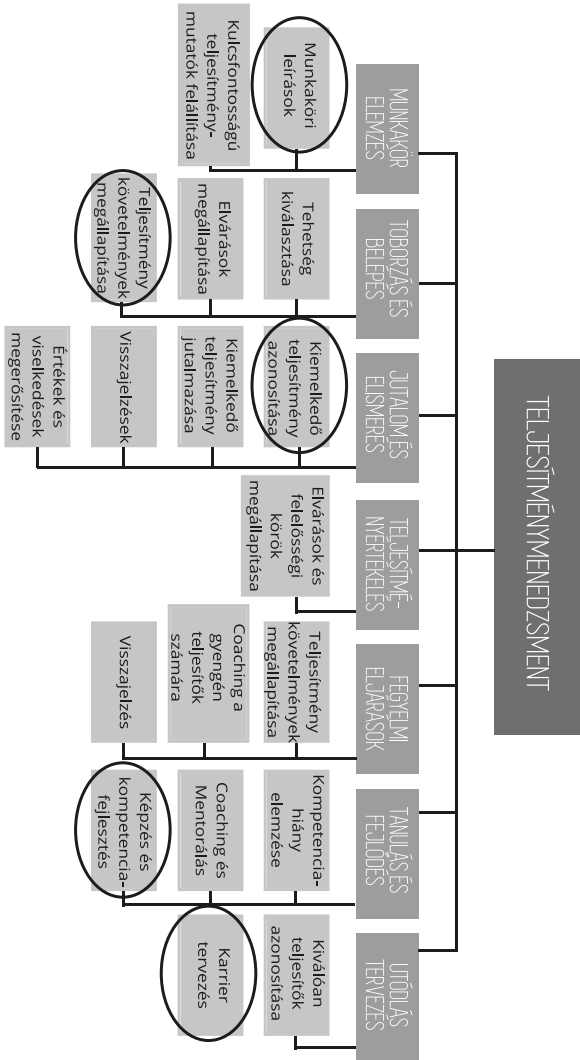 TELJESÍTMÉNYMENEDZSMENT
MUNKAKÖR
ELEMZÉS
Munkaköri
leírások
Kulcsfontosságú
teljesítmény-
mutatók felállítása
TOBORZÁS ÉS
BELÉPÉS
Tehetség
kiválasztása
Elvárások
megállapítása
Teljesítmény
követelmények
megállapítása
JUTALOM ÉS
ELISMERÉS
Kiemelkedő
teljesítmény
azonosítása
Kiemelkedő
teljesítmény
jutalmazása
Visszajelzések
Értékek és
viselkedések
megerősítése
TELJESÍTMÉ-
NYÉRTÉKELÉS
Elvárások és
felelősségi
körök
megállapítása
FEGYELMI
ELJÁRÁSOK
Teljesítmény
követelmények
megállapítása
Coaching a
gyengén
teljesítők
számára
Visszajelzés
TANULÁS ÉS
FEJLŐDÉS
Kompetencia-
hiány
elemzése
Coaching és
Mentorálás
Képzés és
kompetencia-
fejlesztés
UTÓDLÁS
TERVEZÉS
Kiválóan
teljesítők
azonosítása
Karrier
tervezés